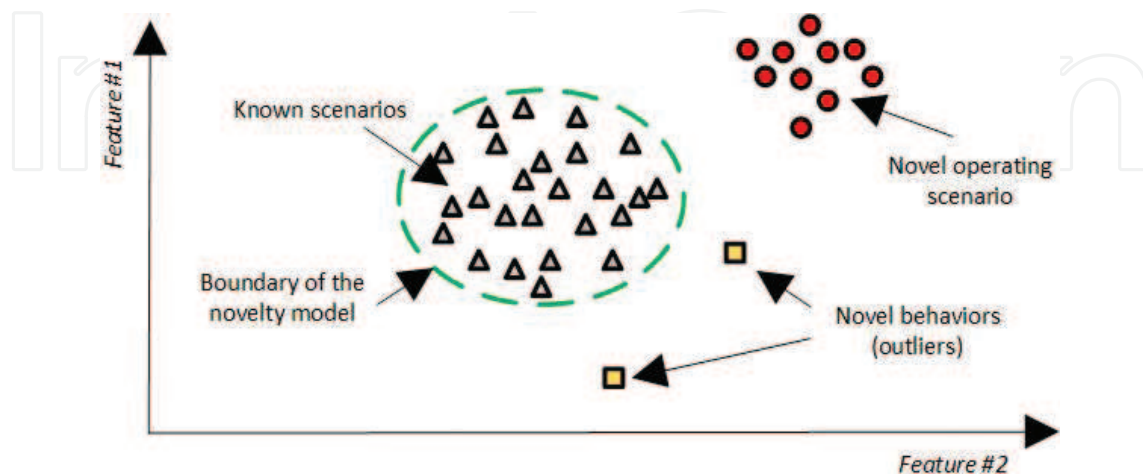 Feature #1
Known scenarios
Novel operating
scenario
Boundary of the
novelty model
Novel behaviors
(outliers)
Feature #2